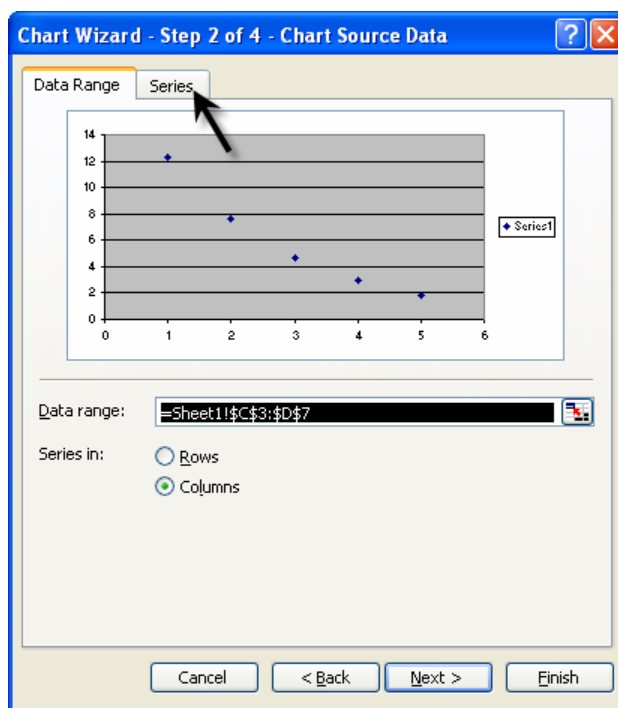 Chart Wizard - Step 2 of 4 - Chart Source Data
Data Range Series
14
12
10
8
6
4
2
0
0 1 2 3 4 5 6
Series1
Data range: =Sheet1!$C$3:$D$7
Series in: Rows
Columns
Cancel < Back Next > Finish